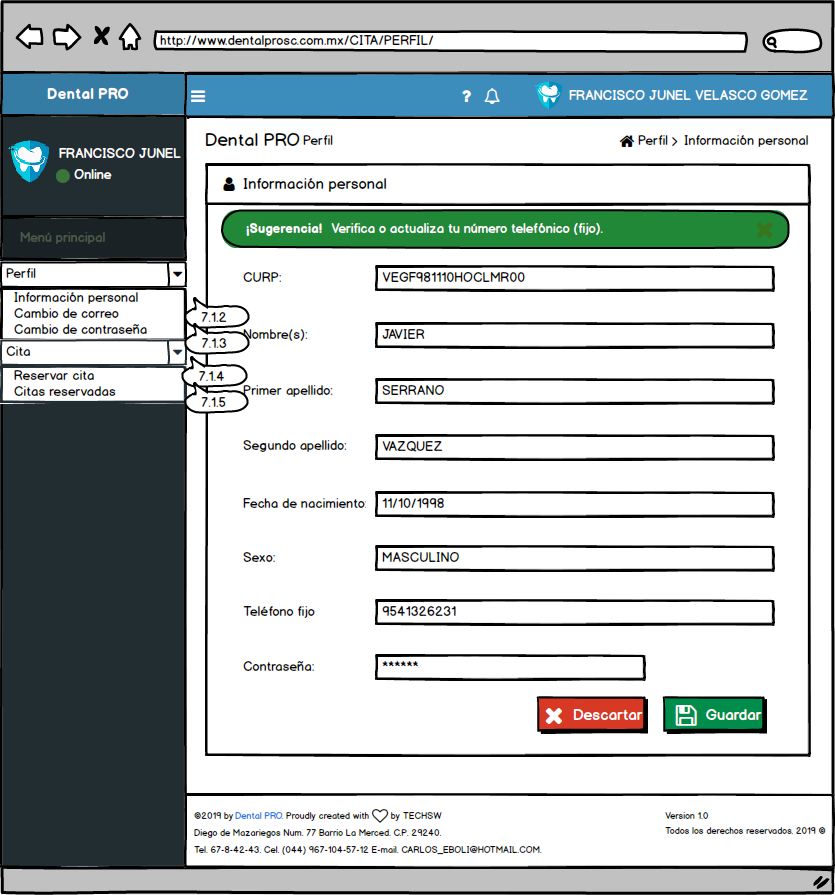 http://www.dentalprosc.com.mx/CITA/PERFIL/
Dental PRO
? FRANCISCO JUNEL VELASCO GOMEZ
FRANCISCO JUNEL
Online
Menú principal
Perfil
Información personal
Cambio de correo
Cambio de contraseña
Cita
Reservar cita
Citas reservadas
7.1.2
7.1.3
7.1.4
7.1.5
Dental PRO Perfil
Perfil > Información personal
Información personal
¡Sugerencia! Verifica o actualiza tu número telefónico (fijo).
CURP: VEGF981110HOCLMR00
Nombre(s): JAVIER
Primer apellido: SERRANO
Segundo apellido: VAZQUEZ
Fecha de nacimiento: 11/10/1998
Sexo: MASCULINO
Teléfono fijo 9541326231
Contraseña: ******
Descartar Guardar
©2019 by Dental PRO. Proudly created with by TECHSW
Diego de Mazariegos Num. 77 Barrio La Merced. C.P. 29240.
Tel. 67-8-42-43. Cel. (044) 967-104-57-12 E-mail. CARLOS_EBOLI@HOTMAIL.COM.
Version 1.0
Todos los derechos reservados. 2019 ©